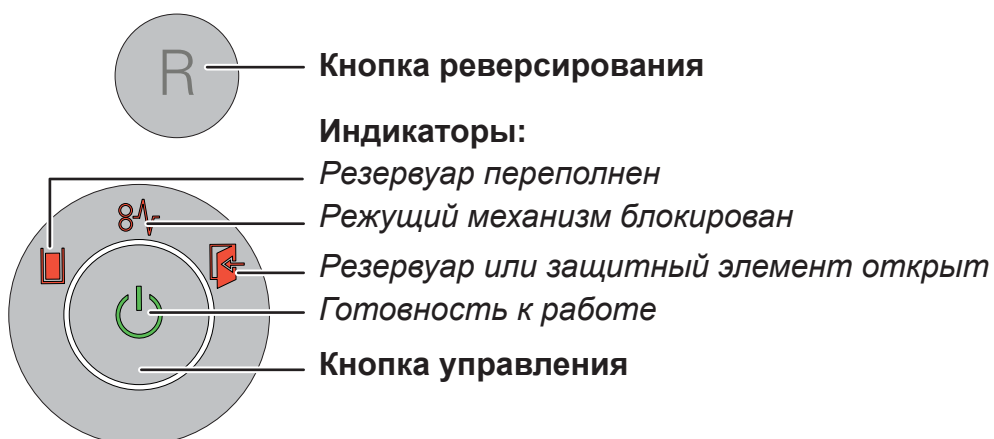 R
Кнопка реверсирования
Индикаторы:
Резервуар переполнен
Режущий механизм блокирован
Резервуар или защитный элемент открыт
Готовность к работе
Кнопка управления